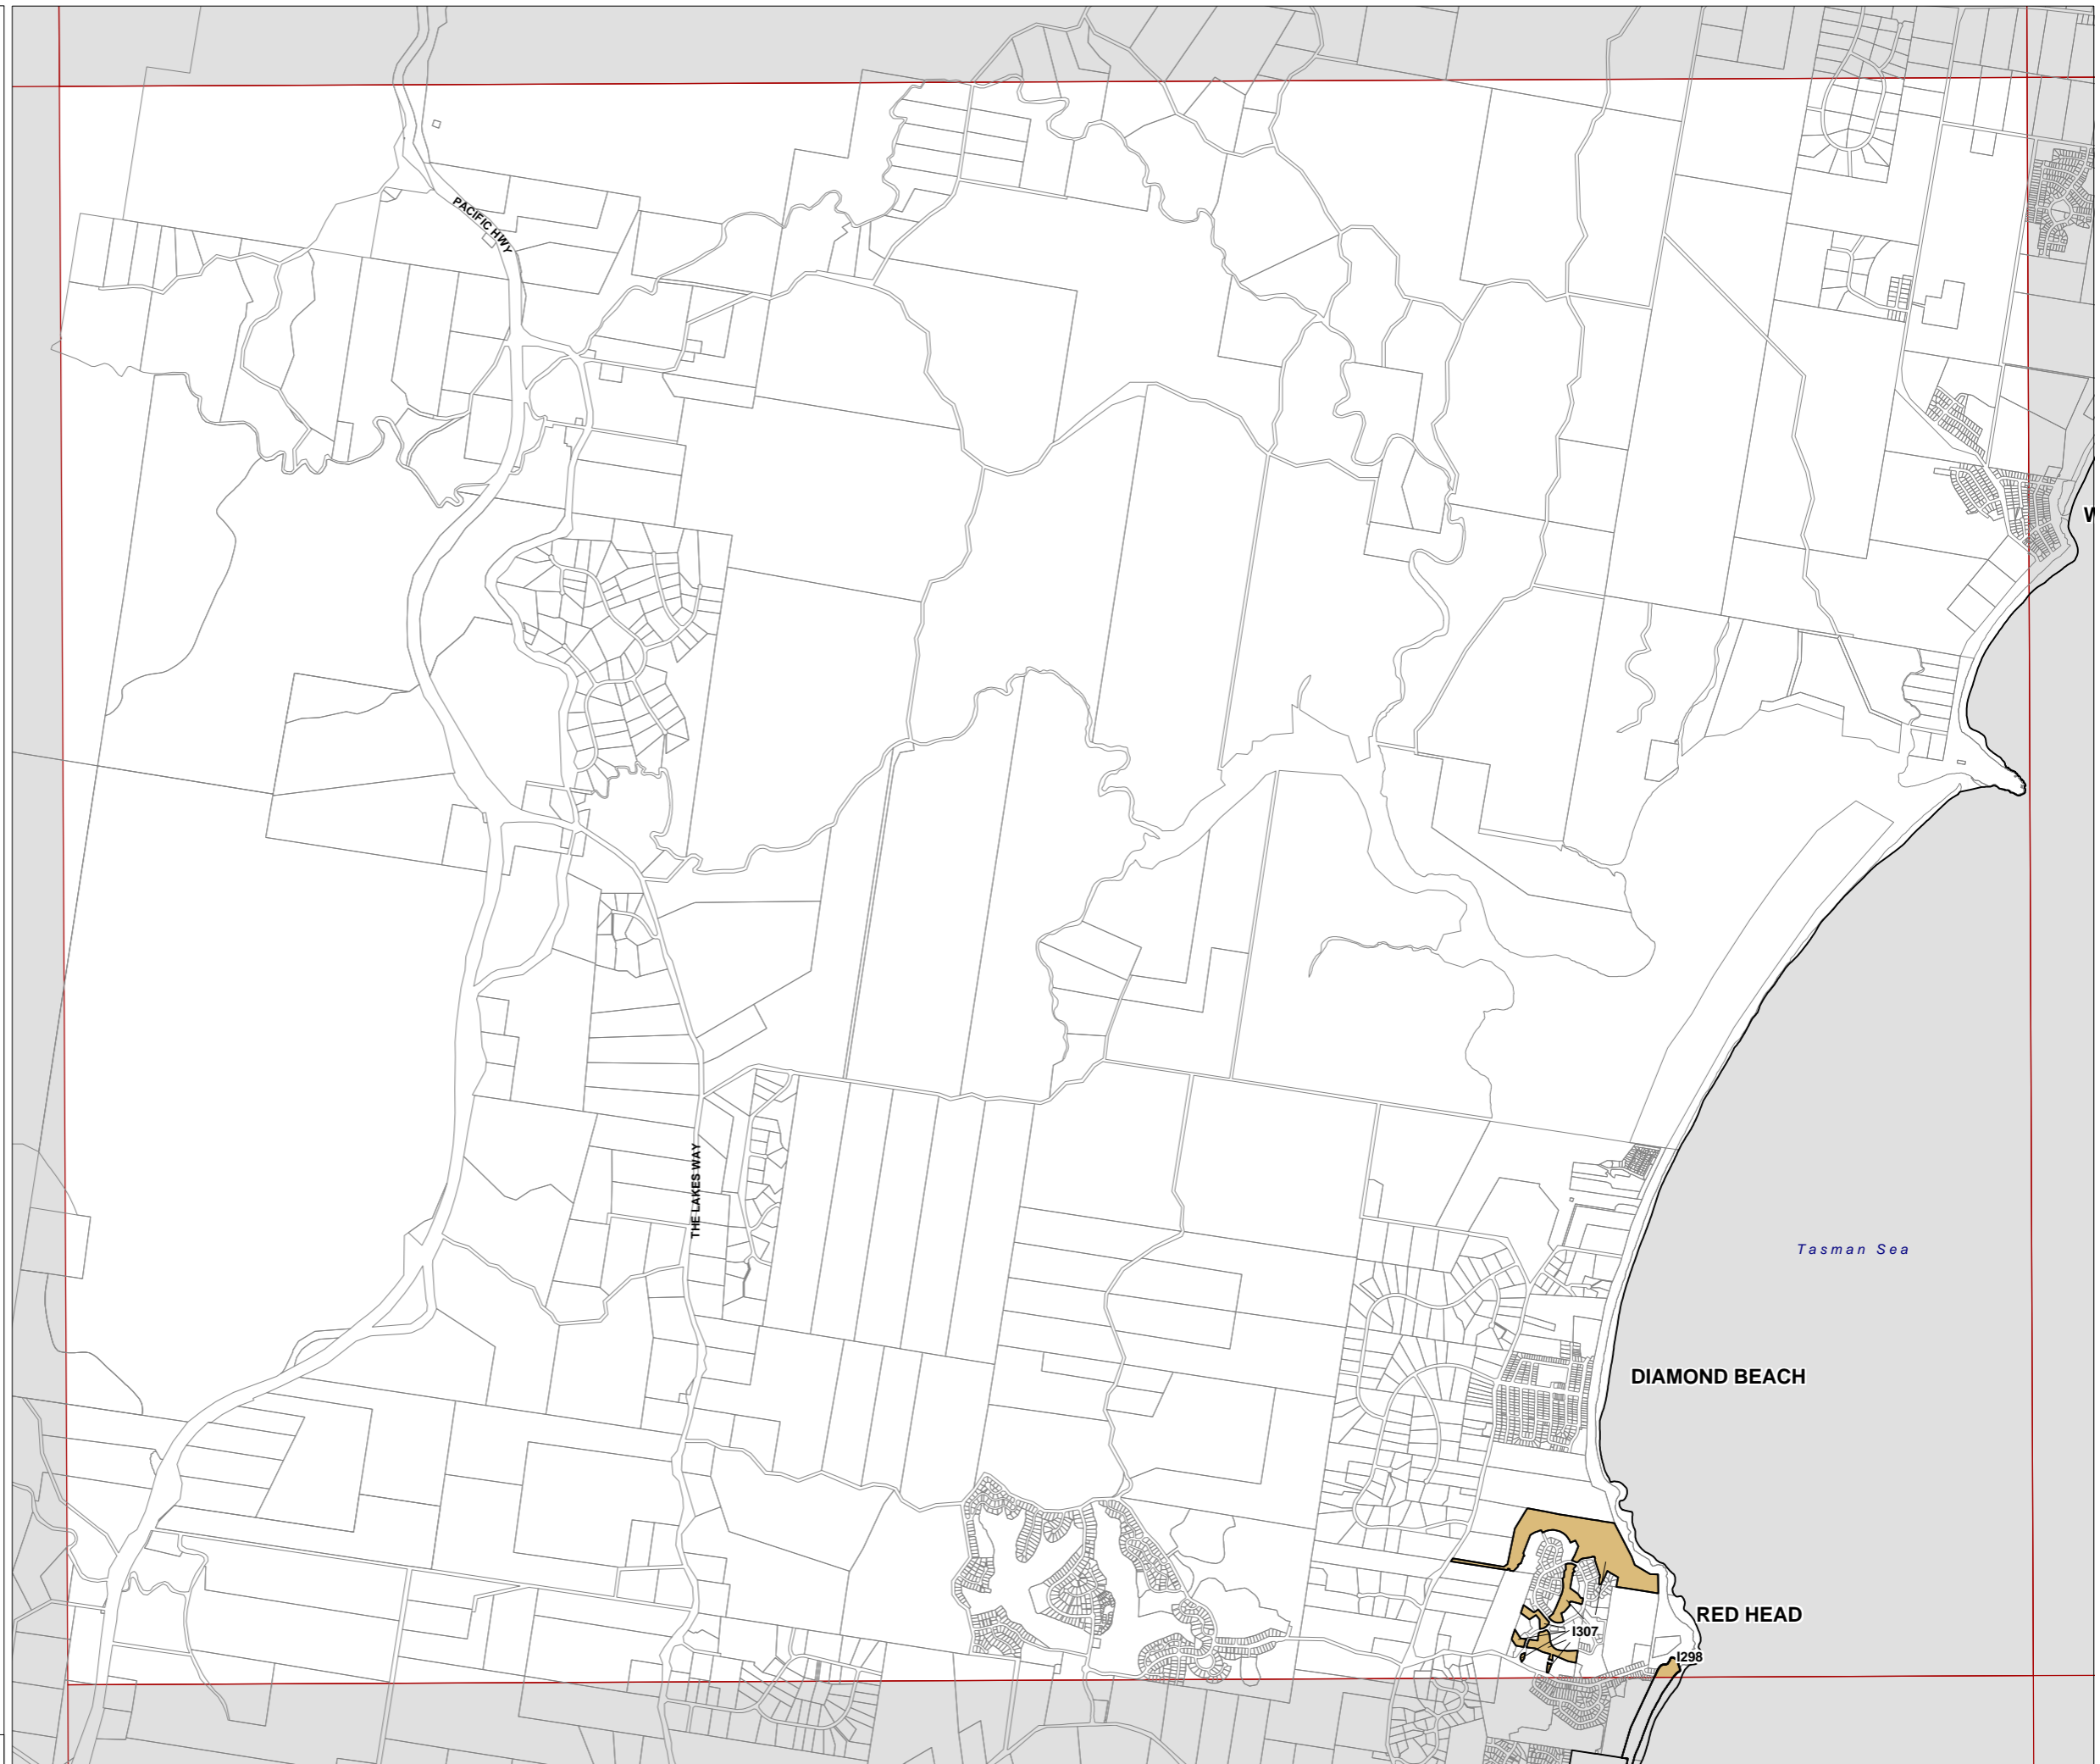 PACIFIC HWY
W
THE LAKES WAY
Tasman Sea
DIAMOND BEACH
RED HEAD
I307
I298